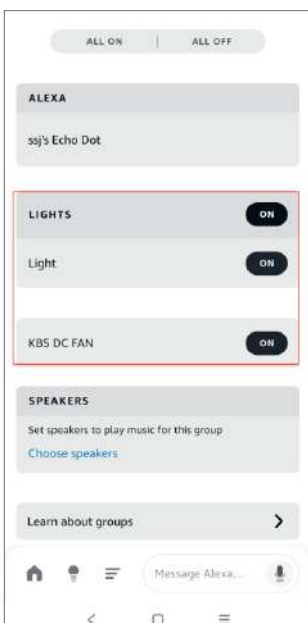 ALL ON | ALL OFF
ALEXA
ssj's Echo Dot
LIGHTS ON
Light ON
KBS DC FAN ON
SPEAKERS
Set speakers to play music for this group
Choose speakers
Learn about groups
Message Alexa...